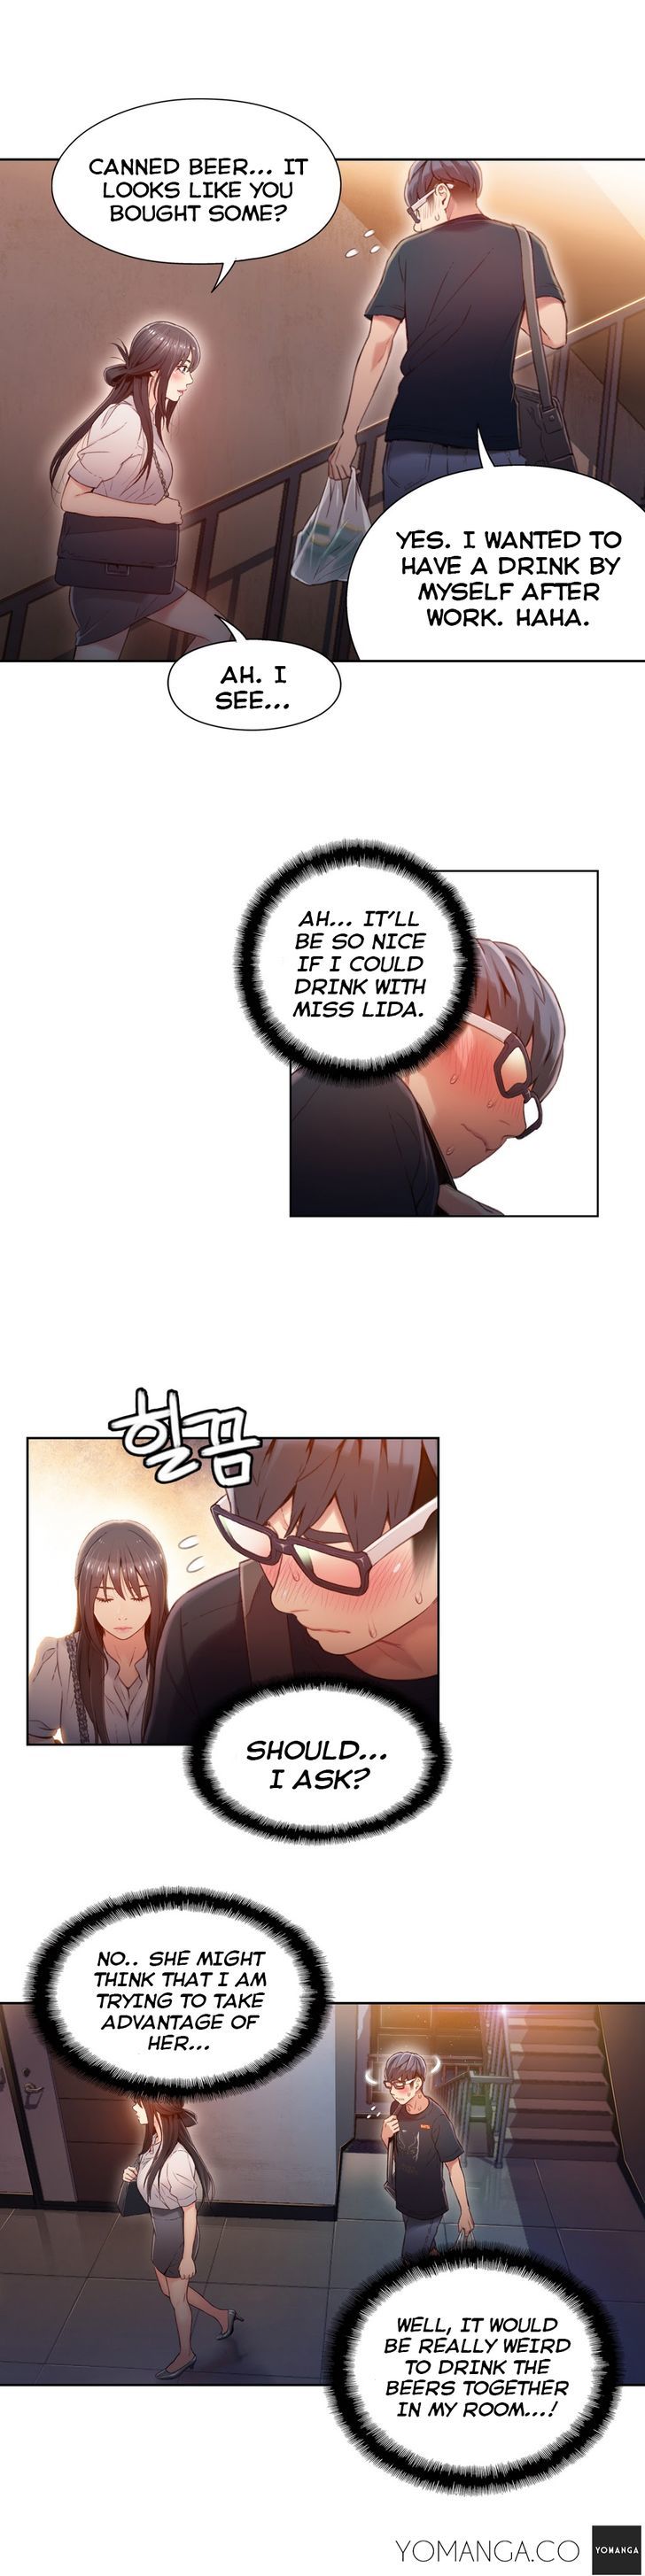 CANNED BEER... IT
LOOKS LIKE YOU
BOUGHT SOME?
YES. I WANTED TO
HAVE A DRINK BY
MYSELF AFTER
WORK. HAHA.
AH. I
SEE...
AH... IT'LL
BE SO NICE
IF I COULD
DRINK WITH
MISS LIDA.
힐끔
SHOULD...
I ASK?
NO.. SHE MIGHT
THINK THAT I AM
TRYING TO TAKE
ADVANTAGE OF
HER...
WELL, IT WOULD
BE REALLY WEIRD
TO DRINK THE
BEERS TOGETHER
IN MY ROOM...!
YOMANGA.CO
YOMANGA